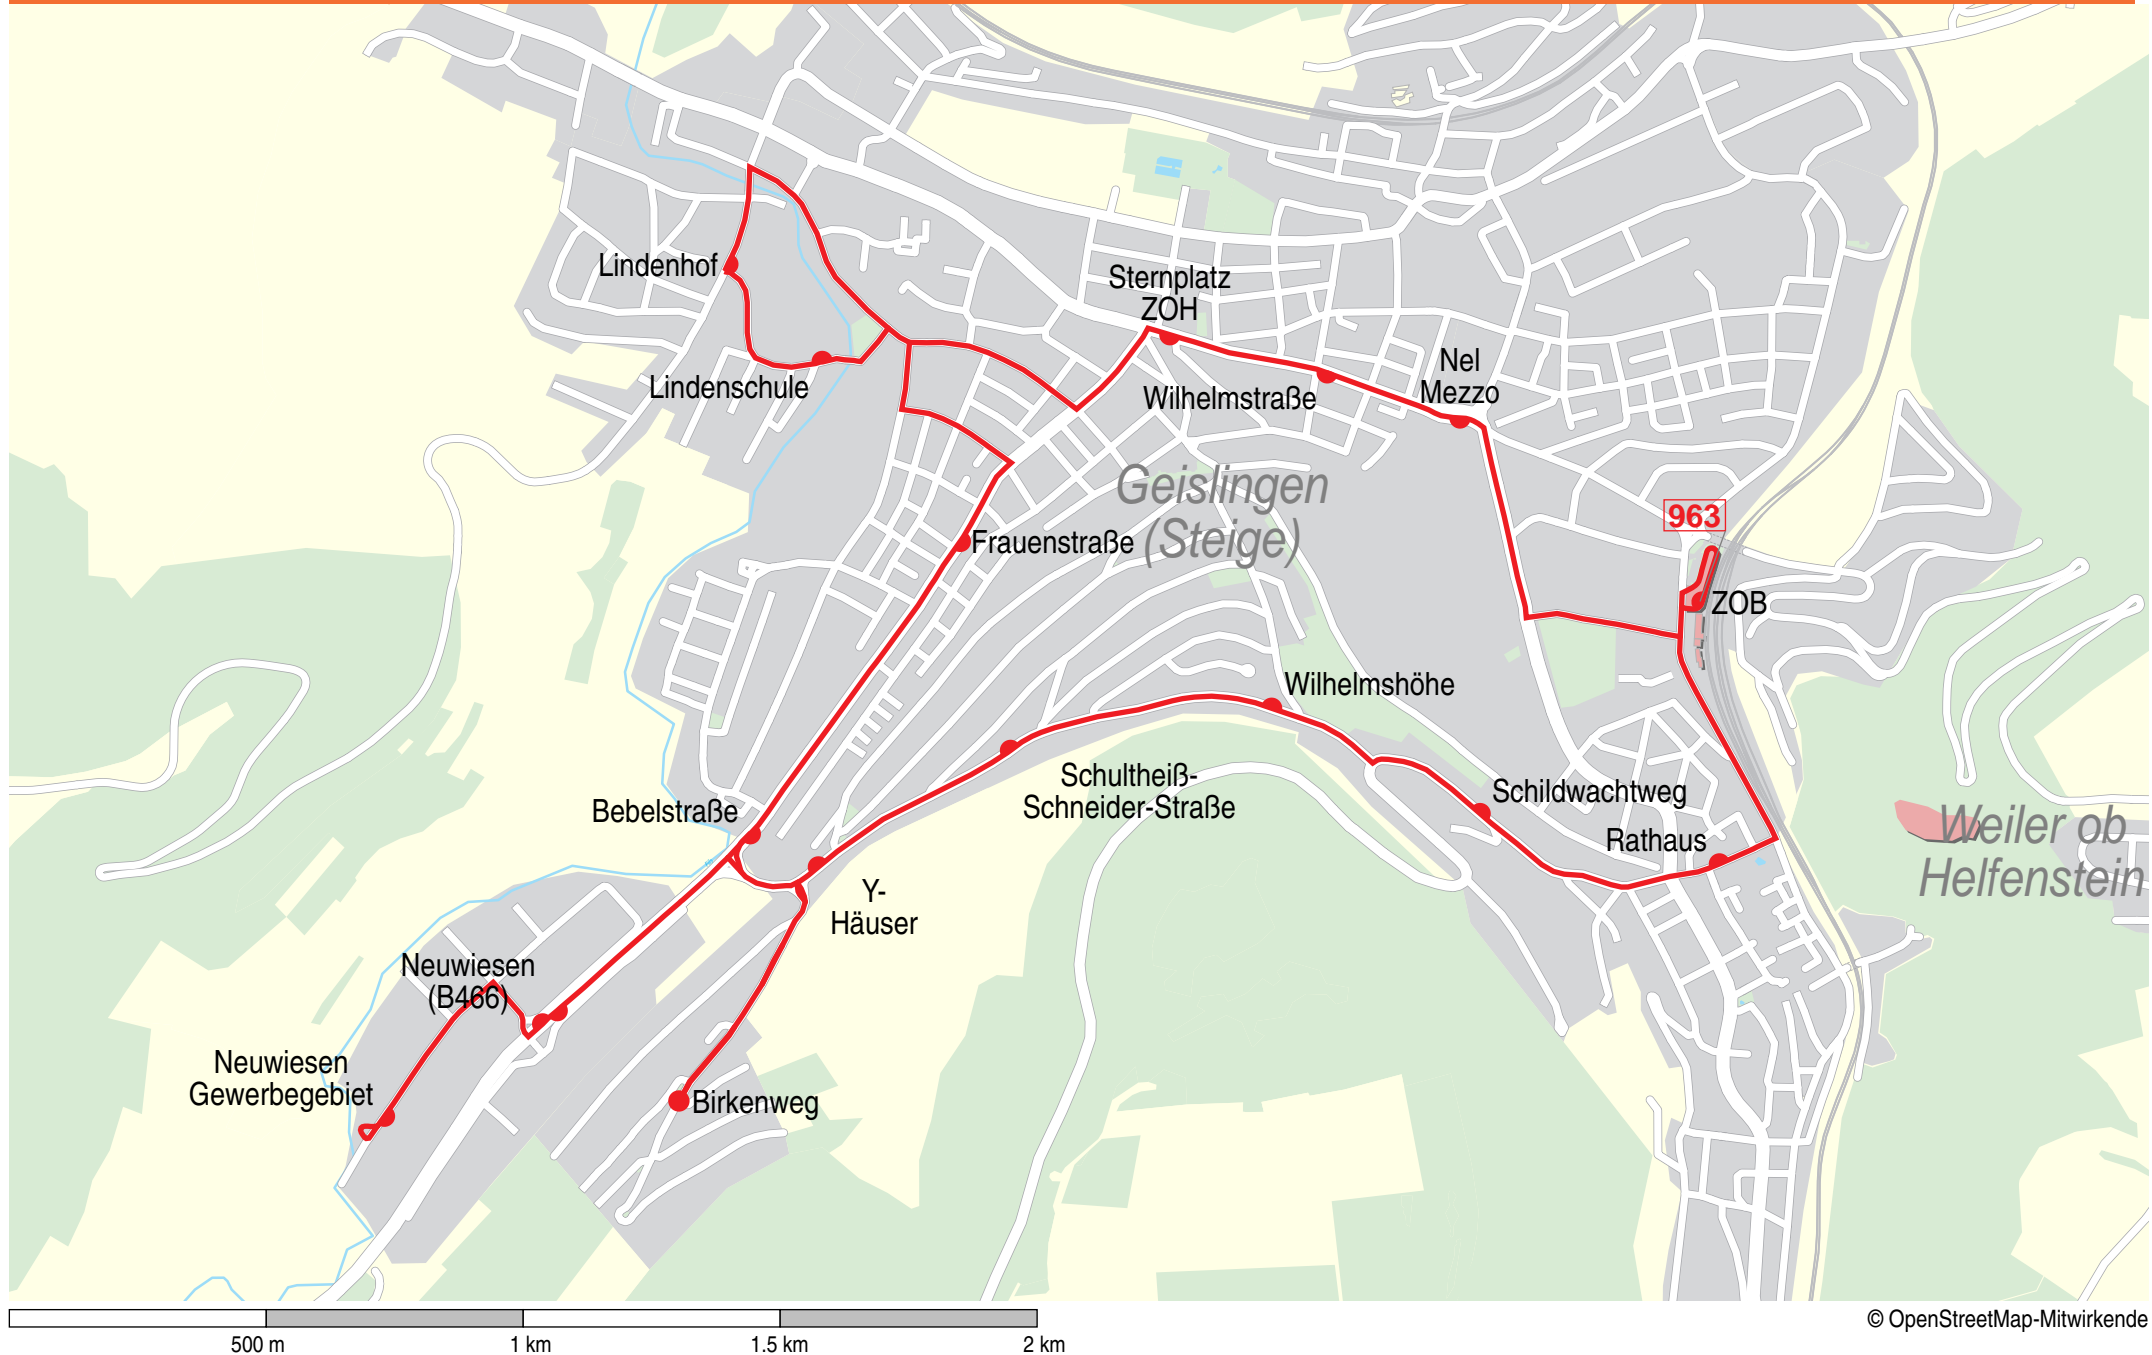 Lindenhof
Sternplatz
ZOH
Nel
Mezzo
Lindenschule
Wilhelmstraße
Geislingen
(Steige)
963
Frauenstraße
ZOB
Wilhelmshöhe
Schultheiß-
Schneider-Straße
Schildwachtweg
Bebelstraße
Rathaus
Weiler ob
Helfenstein
Y-
Häuser
Neuwiesen
(B466)
Neuwiesen
Gewerbegebiet
Birkenweg
© OpenStreetMap-Mitwirkende
500 m
1 km
1.5 km
2 km